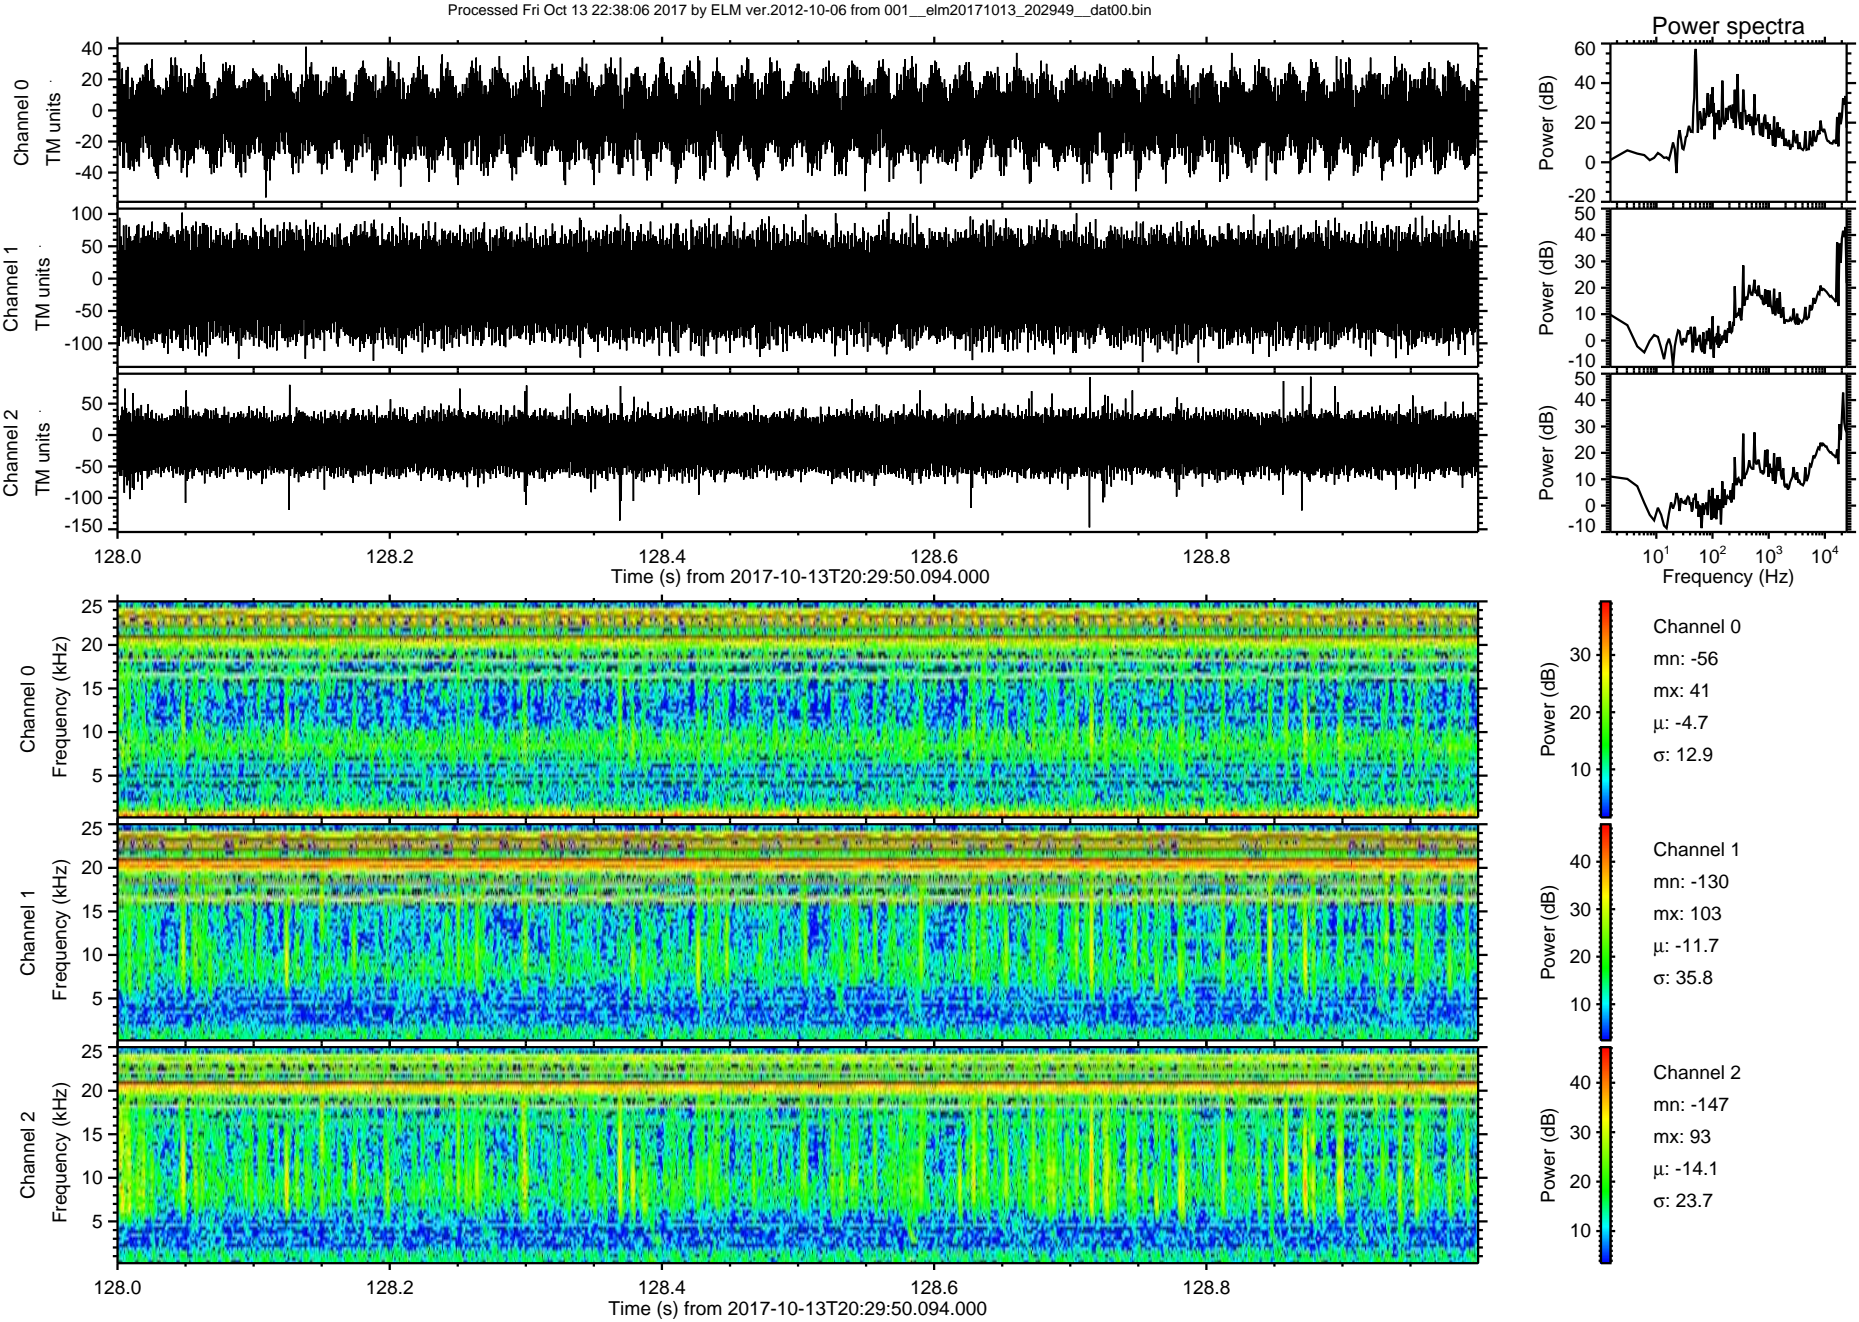 Processed Fri Oct 13 22:38:06 2017 by ELM ver.2012-10-06 from 001__elm20171013_202949__dat00.bin
Power spectra
Channel 0
TM units
40
20
0
-20
-40
Power (dB)
60
40
20
0
-20
Channel 1
TM units
100
50
0
-50
-100
Power (dB)
50
40
30
20
10
0
-10
Channel 2
TM units
50
0
-50
-100
-150
Power (dB)
50
40
30
20
10
0
-10
128.0 128.2 128.4 128.6 128.8
Time (s) from 2017-10-13T20:29:50.094.000
10^1 10^2 10^3 10^4
Frequency (Hz)
Channel 0
Frequency (kHz)
25
20
15
10
5
Power (dB)
30
20
10
Channel 0
mn: -56
mx: 41
µ: -4.7
σ: 12.9
Channel 1
Frequency (kHz)
25
20
15
10
5
Power (dB)
40
30
20
10
Channel 1
mn: -130
mx: 103
µ: -11.7
σ: 35.8
Channel 2
Frequency (kHz)
25
20
15
10
5
Power (dB)
40
30
20
10
Channel 2
mn: -147
mx: 93
µ: -14.1
σ: 23.7
128.0 128.2 128.4 128.6 128.8
Time (s) from 2017-10-13T20:29:50.094.000